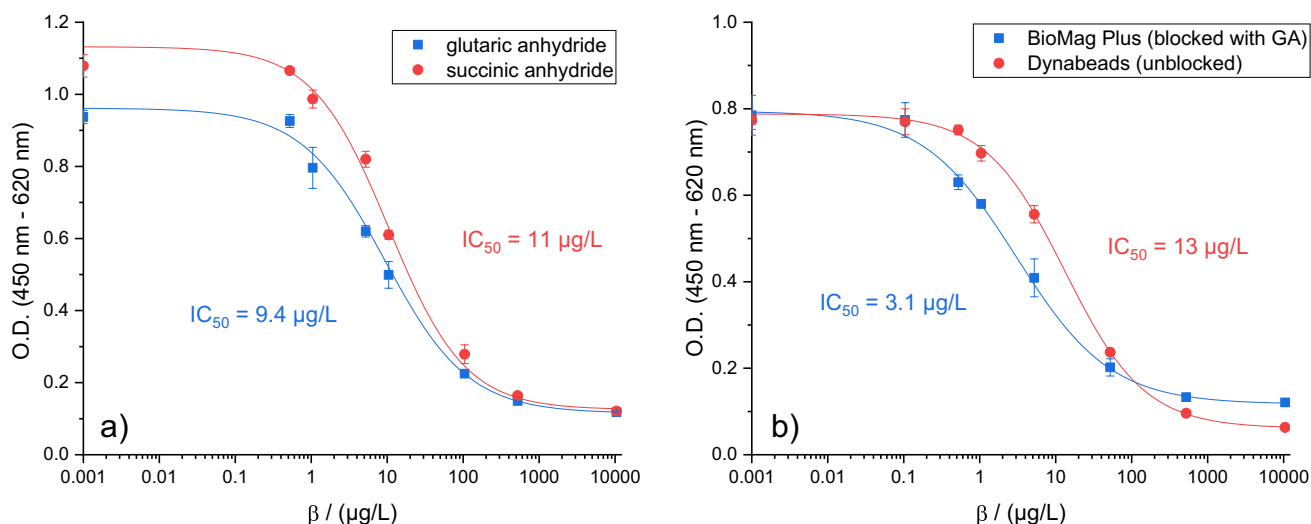 1.2
1.0
0.8
0.6
0.4
0.2
0.0
O.D. (450 nm - 620 nm)
glutaric anhydride
succinic anhydride
IC50 = 11 µg/L
IC50 = 9.4 µg/L
a)
0.001
0.01
0.1
1
10
100
1000
10000
β / (µg/L)
1.0
0.8
0.6
0.4
0.2
0.0
O.D. (450 nm - 620 nm)
BioMag Plus (blocked with GA)
Dynabeads (unblocked)
IC50 = 13 µg/L
IC50 = 3.1 µg/L
b)
0.001
0.01
0.1
1
10
100
1000
10000
β / (µg/L)